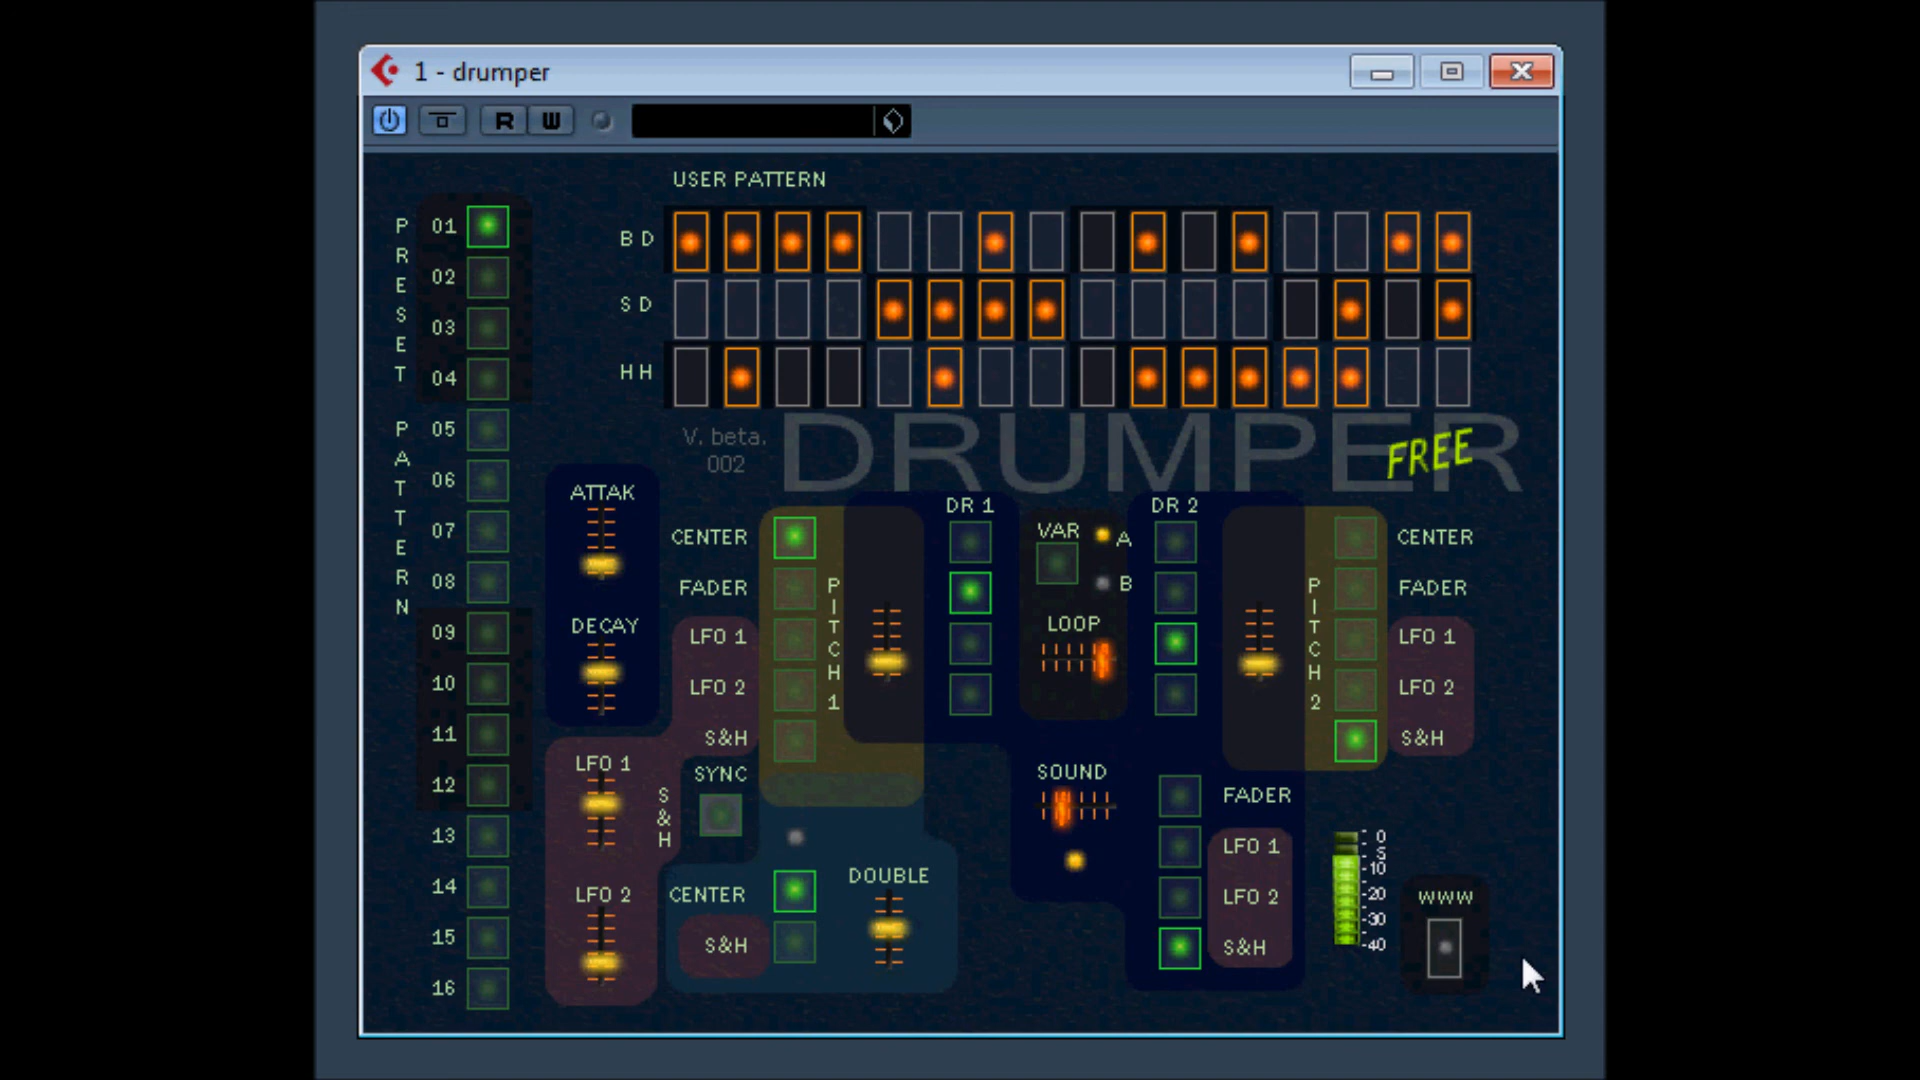 1 - drumper
R W
USER PATTERN
PRESET PATTERN
01
02
03
04
05
06
07
08
09
10
11
12
13
14
15
16
B D
S D
H H
V. beta.
002
DRUMPER
FREE
ATTAK
DECAY
LFO 1
LFO 2
S&H
SYNC
CENTER
FADER
LFO 1
LFO 2
S&H
PITCH 1
CENTER
S&H
DOUBLE
DR 1
VAR
A
B
LOOP
DR 2
SOUND
PITCH 2
CENTER
FADER
LFO 1
LFO 2
S&H
FADER
LFO 1
LFO 2
S&H
0
5
-10
-20
-30
-40
WWW